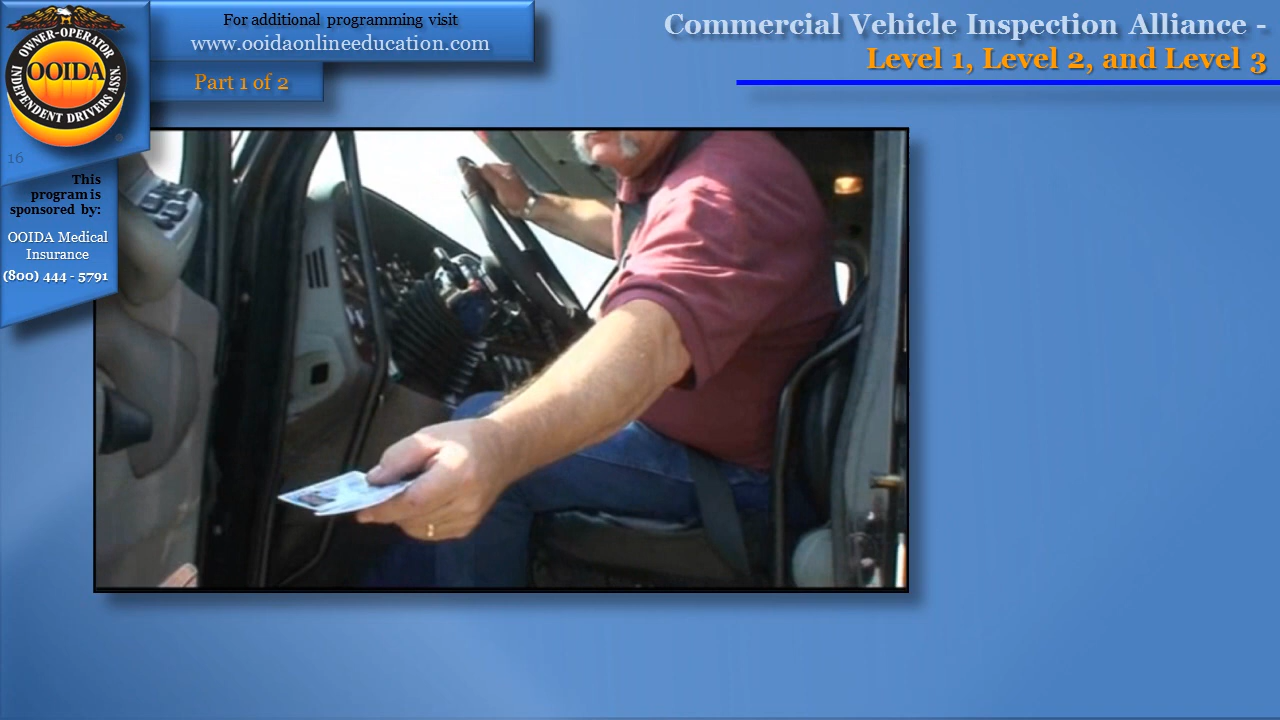 For additional programming visit
www.ooidaonlineeducation.com
Part 1 of 2
Commercial Vehicle Inspection Alliance -
Level 1, Level 2, and Level 3
OWNER-OPERATOR
OOIDA
INDEPENDENT DRIVERS ASSN.
16
This
program is
sponsored by:
OOIDA Medical
Insurance
(800) 444 - 5791